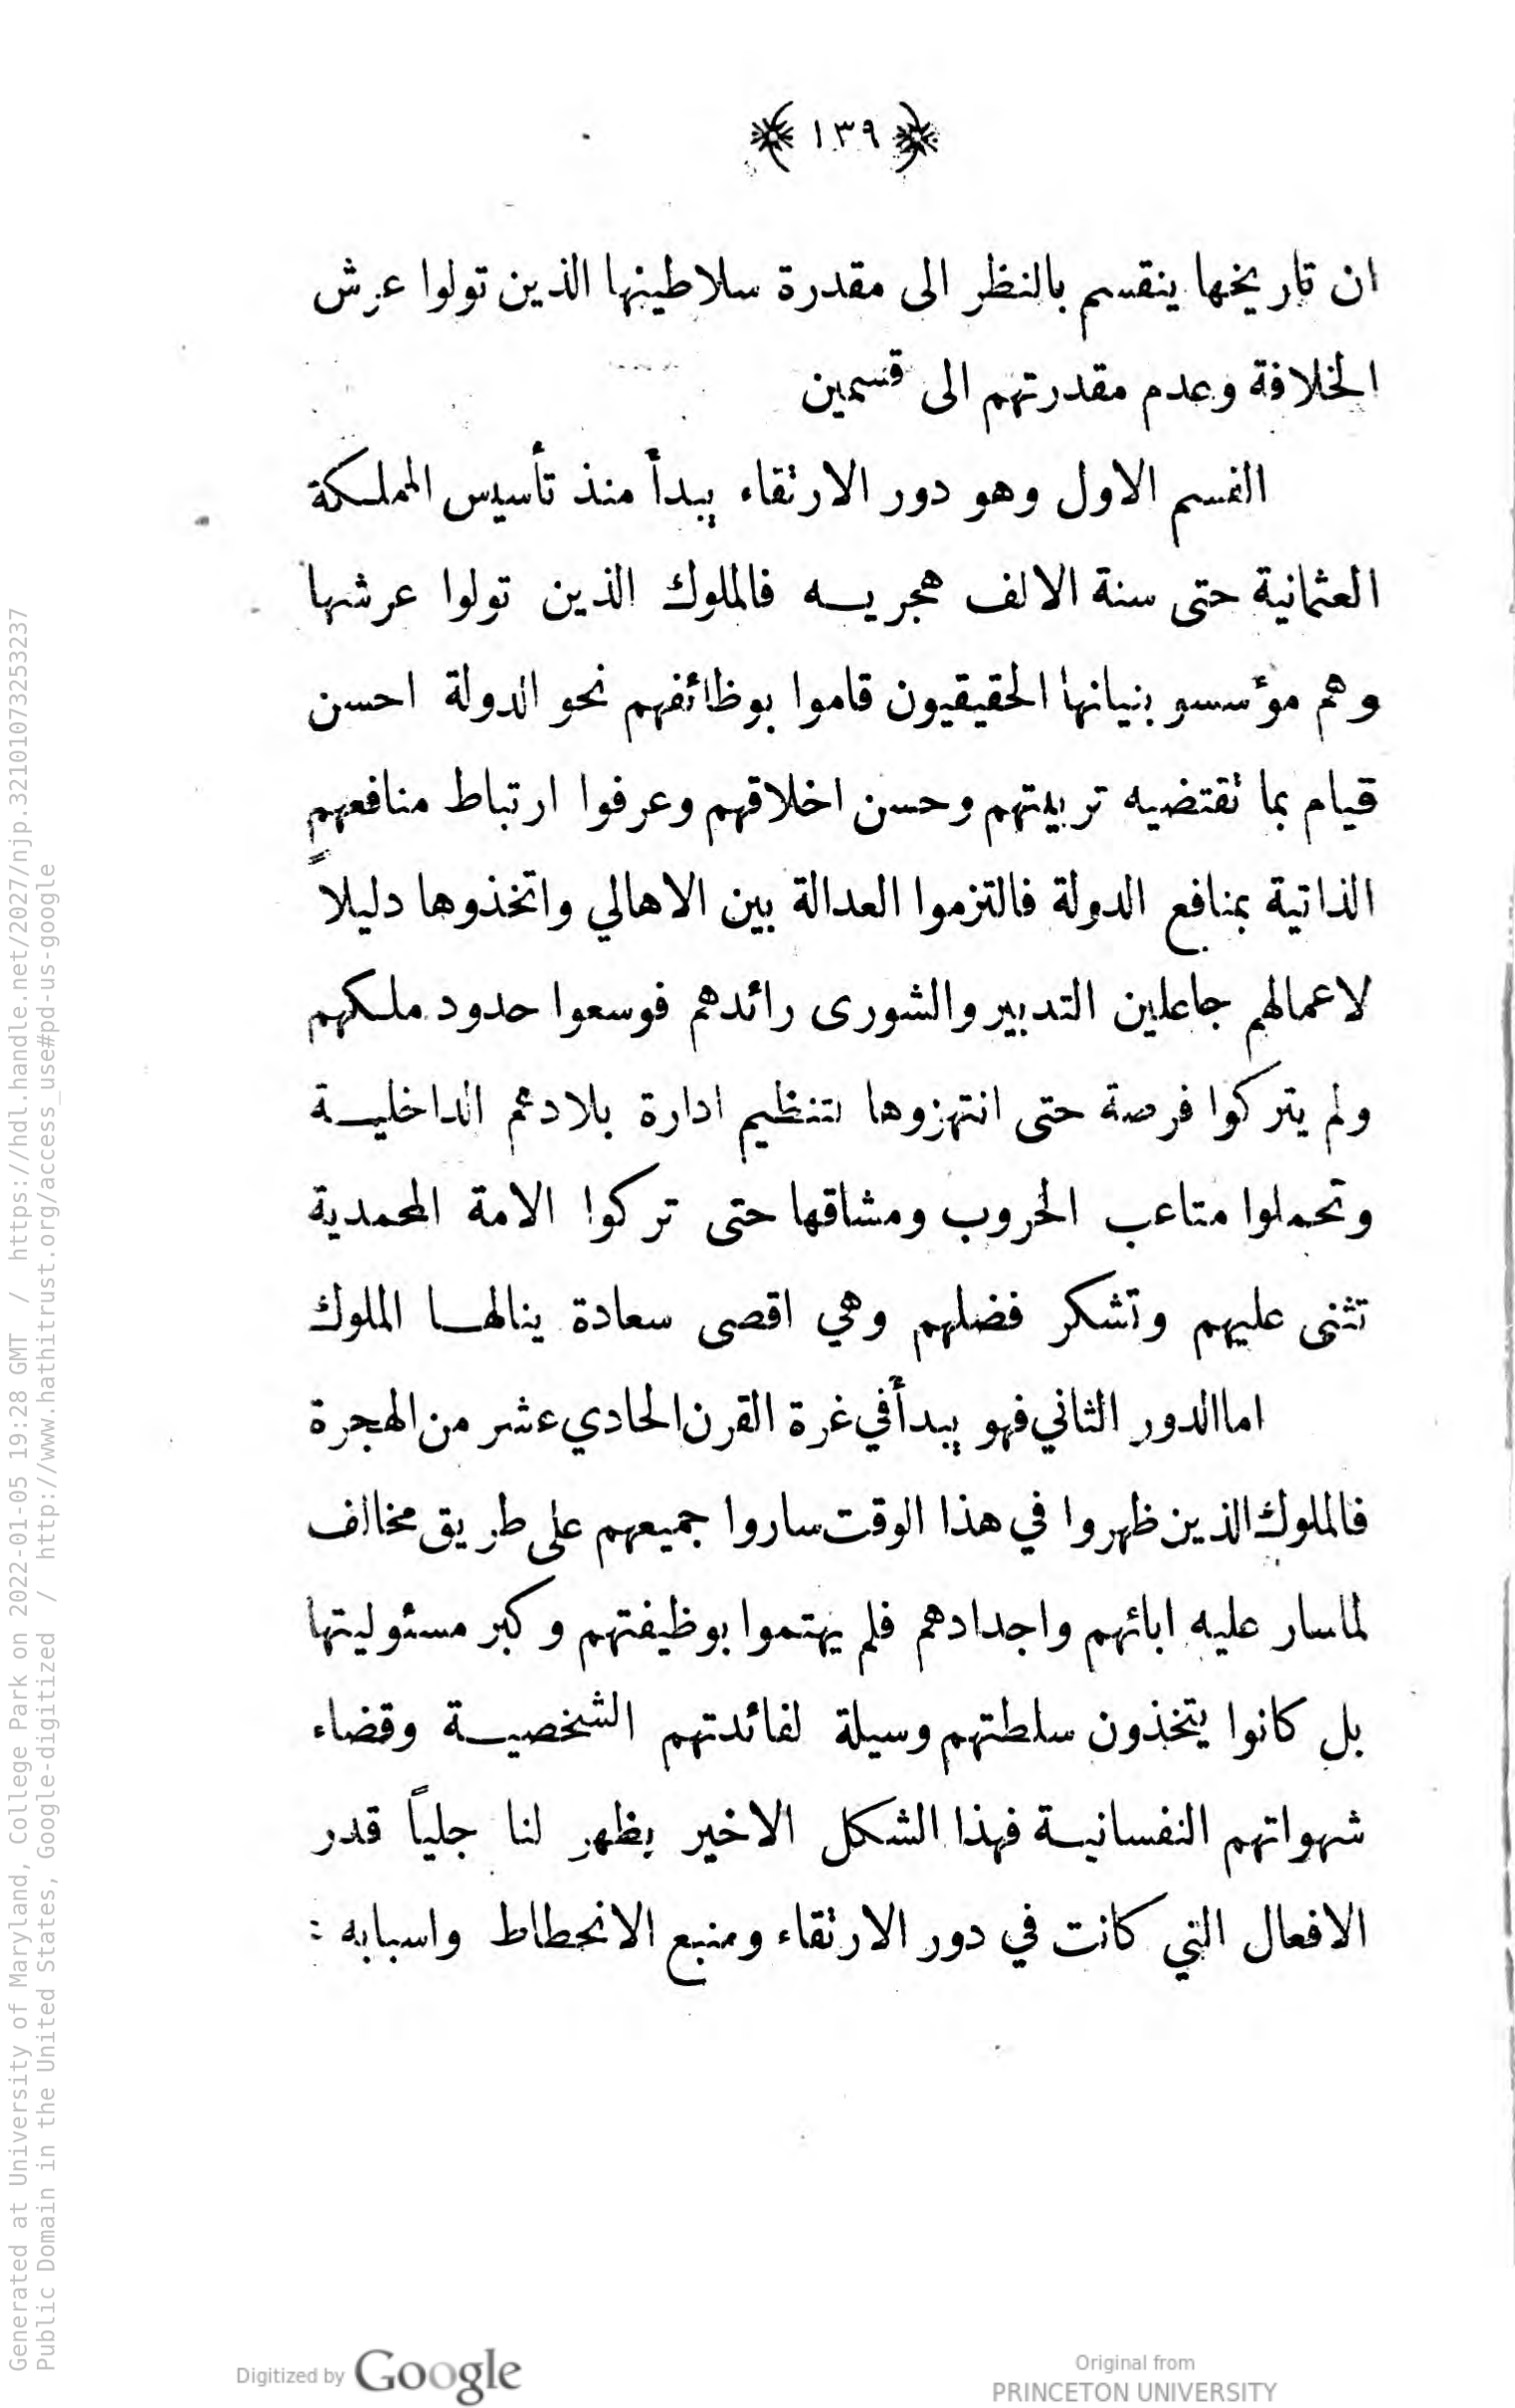 ﴿ ١٣٩ ﴾
ان تاريخها ينقسم بالنظر الى مقدرة سلاطينها الذين تولوا عرش
الخلافة وعدم مقدرتهم الى قسمين
القسم الاول وهو دور الارتقاء يبدأ منذ تأسيس المملكة
العثمانية حتى سنة الالف هجريـــه فالملوك الذين تولوا عرشها
وهم مؤسسو بنيانها الحقيقيون قاموا بوظائفهم نحو الدولة احسن
قيام بما تقتضيه تربيتهم وحسن اخلاقهم وعرفوا ارتباط منافعهم
الذاتية بمنافع الدولة فالتزموا العدالة بين الاهالي واتخذوها دليلاً
لاعمالهم جاعلين التدبير والشورى رائدهم فوسعوا حدود ملكهم
ولم يتركوا فرصة حتى انتهزوها لتنظيم ادارة بلادهم الداخليـــة
وتحملوا متاعب الحروب ومشاقها حتى تركوا الامة المحمدية
تثنى عليهم وتشكر فضلهم وهي اقصى سعادة ينالهـــا الملوك
اما الدور الثاني فهو يبدأ في غرة القرن الحادي عشر من الهجرة
فالملوك الذين ظهروا في هذا الوقت ساروا جميعهم على طريق مخالف
لما سار عليه ابائهم واجدادهم فلم يهتموا بوظيفتهم وكبر مسئوليتها
بل كانوا يتخذون سلطتهم وسيلة لفائدتهم الشخصيـــة وقضاء
شهواتهم النفسانيـــة فهذا الشكل الاخير يظهر لنا جلياً قدر
الافعال التي كانت في دور الارتقاء ومنبع الانحطاط واسبابه :
Digitized by Google
Original from
PRINCETON UNIVERSITY
Generated at University of Maryland, College Park on 2022-01-05 19:28 GMT / https://hdl.handle.net/2027/njp.32101073253237
Public Domain in the United States, Google-digitized / http://www.hathitrust.org/access_use#pd-us-google